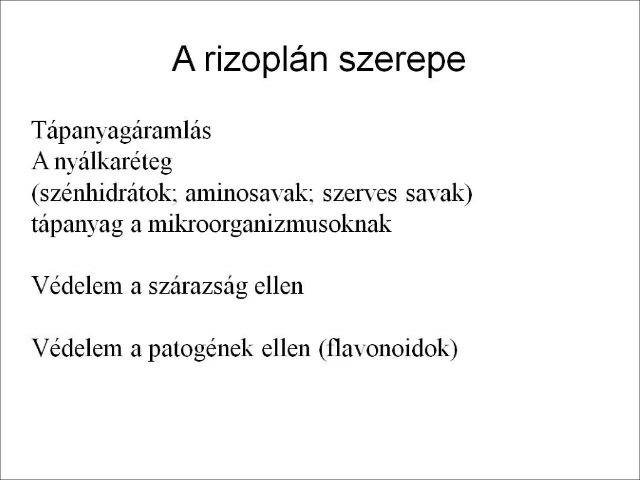 A rizoplán szerepe
Tápanyagáramlás
A nyálkaréteg
(szénhidrátok; aminosavak; szerves savak)
tápanyag a mikroorganizmusoknak
Védelem a szárazság ellen
Védelem a patogének ellen (flavonoidok)